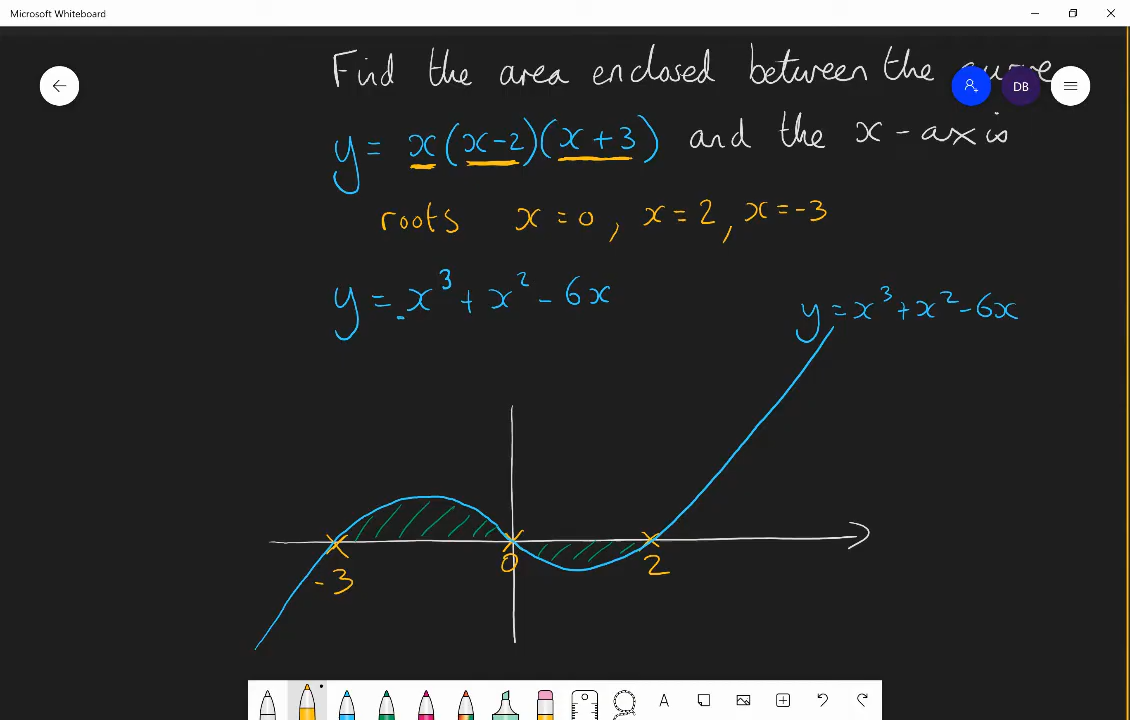 Microsoft Whiteboard
Find the area enclosed between the curve
DB
y = x(x-2)(x+3) and the x-axis
roots x=0, x=2, x=-3
y = x³ + x² - 6x
y = x³ + x² - 6x
-3 0 2
A